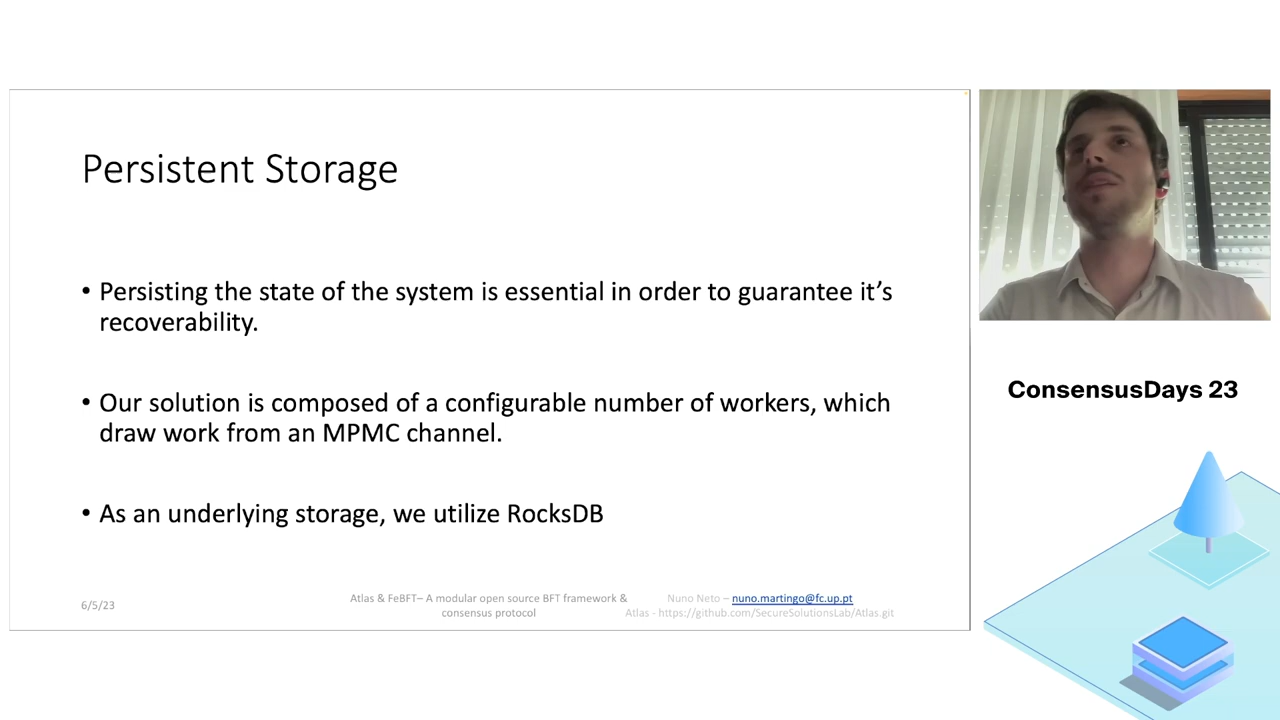 Persistent Storage
• Persisting the state of the system is essential in order to guarantee it’s
recoverability.
• Our solution is composed of a configurable number of workers, which
draw work from an MPMC channel.
• As an underlying storage, we utilize RocksDB
6/5/23
Atlas & FeBFT– A modular open source BFT framework &
consensus protocol
Nuno Neto – nuno.martingo@fc.up.pt
Atlas - https://github.com/SecureSolutionsLab/Atlas.git
ConsensusDays 23